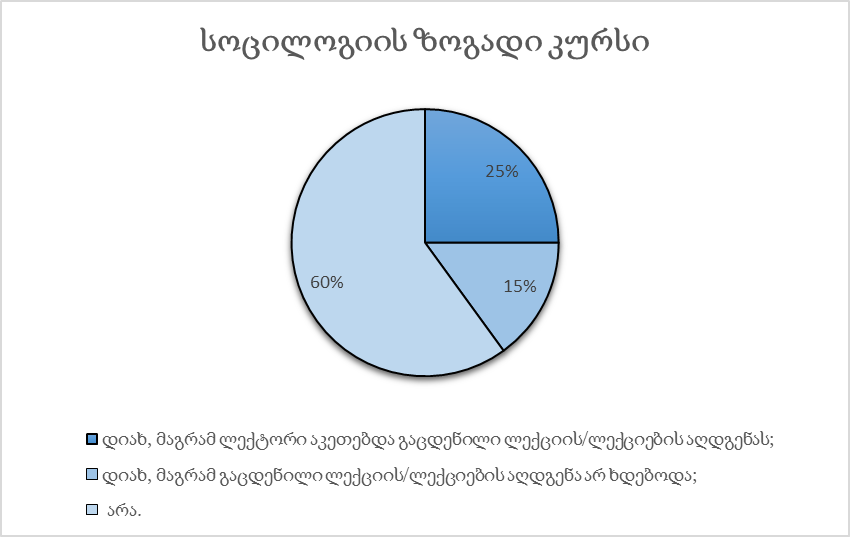 სოცილოგიის ზოგადი კურსი
25%
15%
60%
დიახ, მაგრამ ლექტორი აკეთებდა გაცდენილი ლექციის/ლექციების აღდგენას;
დიახ, მაგრამ გაცდენილი ლექციის/ლექციების აღდგენა არ ხდებოდა;
არა.